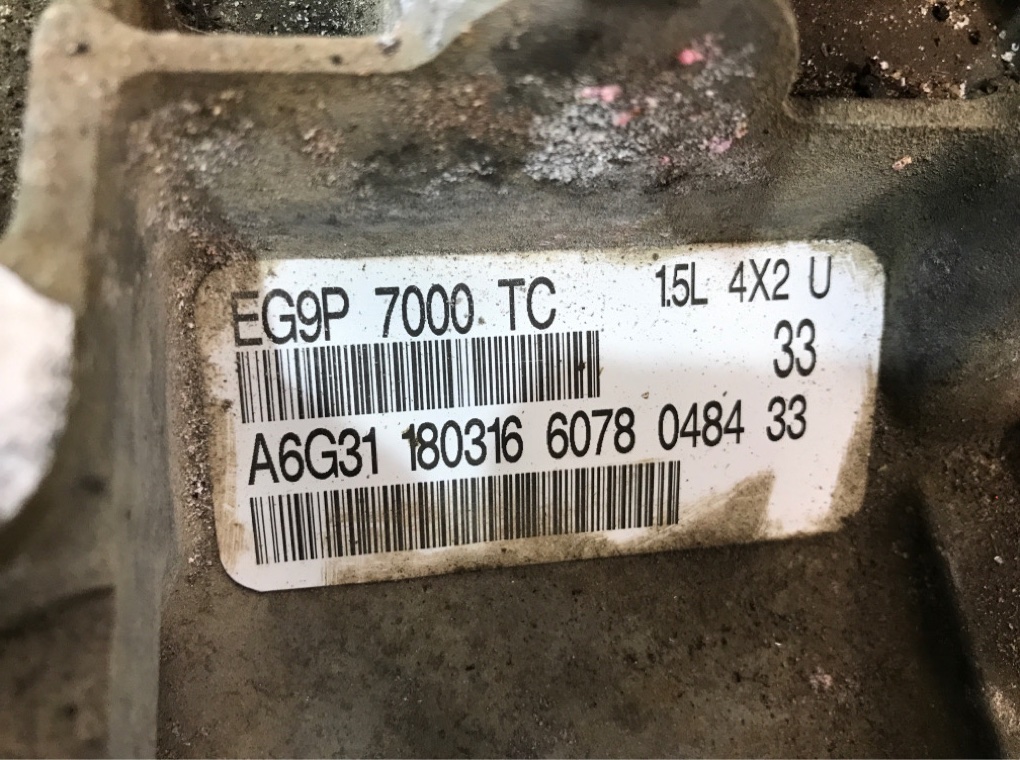 EG9P 7000 TC 1.5L 4X2 U
33
A6G31 180316 6078 0484 33